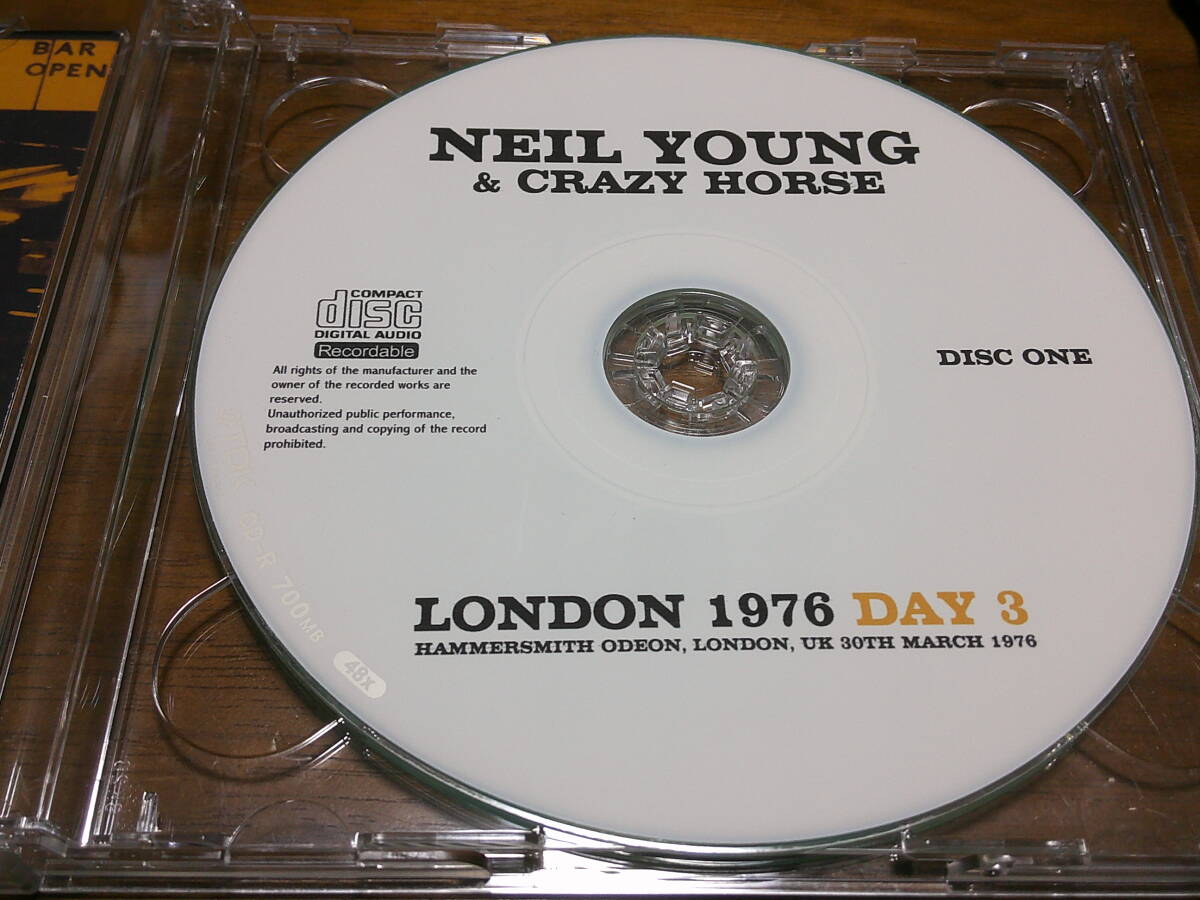 BAR
OPEN
NEIL YOUNG
& CRAZY HORSE
COMPACT
disc
DIGITAL AUDIO
Recordable
All rights of the manufacturer and the
owner of the recorded works are
reserved.
Unauthorized public performance,
broadcasting and copying of the record
prohibited.
DISC ONE
TDK CD-R 700MB
48X
LONDON 1976 DAY 3
HAMMERSMITH ODEON, LONDON, UK 30TH MARCH 1976